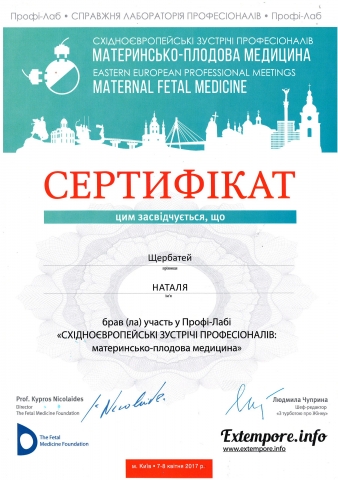 Профі-Лаб • СПРАВЖНЯ ЛАБОРАТОРІЯ ПРОФЕСІОНАЛІВ • Профі-Лаб
СХІДНОЄВРОПЕЙСЬКІ ЗУСТРІЧІ ПРОФЕСІОНАЛІВ
МАТЕРИНСЬКО-ПЛОДОВА МЕДИЦИНА
EASTERN EUROPEAN PROFESSIONAL MEETINGS
MATERNAL FETAL MEDICINE
СЕРТИФІКАТ
цим засвідчується, що
Щербатей
прізвище
НАТАЛЯ
ім'я
брав (ла) участь у Профі-Лабі
«СХІДНОЄВРОПЕЙСЬКІ ЗУСТРІЧІ ПРОФЕСІОНАЛІВ:
материнсько-плодова медицина»
Prof. Kypros Nicolaides
Director
The Fetal
Medicine Foundation
K Nicolaides
Людмила Чуприна
Шеф-редактор
«З турботою про Жінку»
D
The Fetal
Medicine Foundation
Extempore.info
www.extempore.info
м. Київ • 7-8 квітня 2017 р.